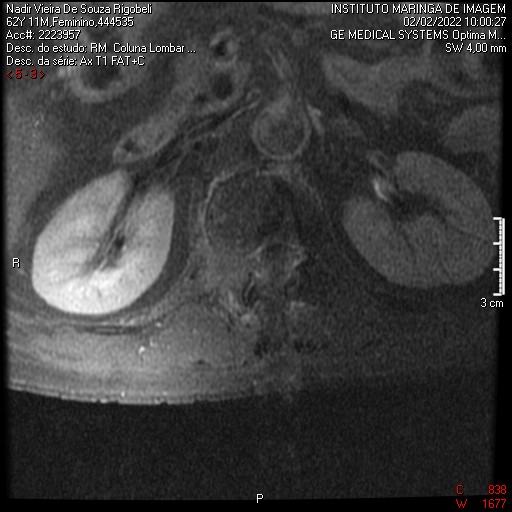 Nadir Vieira De Souza Rigobeli
62Y 11M,Feminino,444535
Acc#: 2223957
Desc. do estudo: RM  Coluna Lombar ...
Desc. da série: Ax T1 FAT+C
<5 - 3>
INSTITUTO MARINGA DE IMAGEM
02/02/2022 10:00:27
GE MEDICAL SYSTEMS Optima M...
SW 4,00 mm
R
3 cm
P
C 838
W 1677